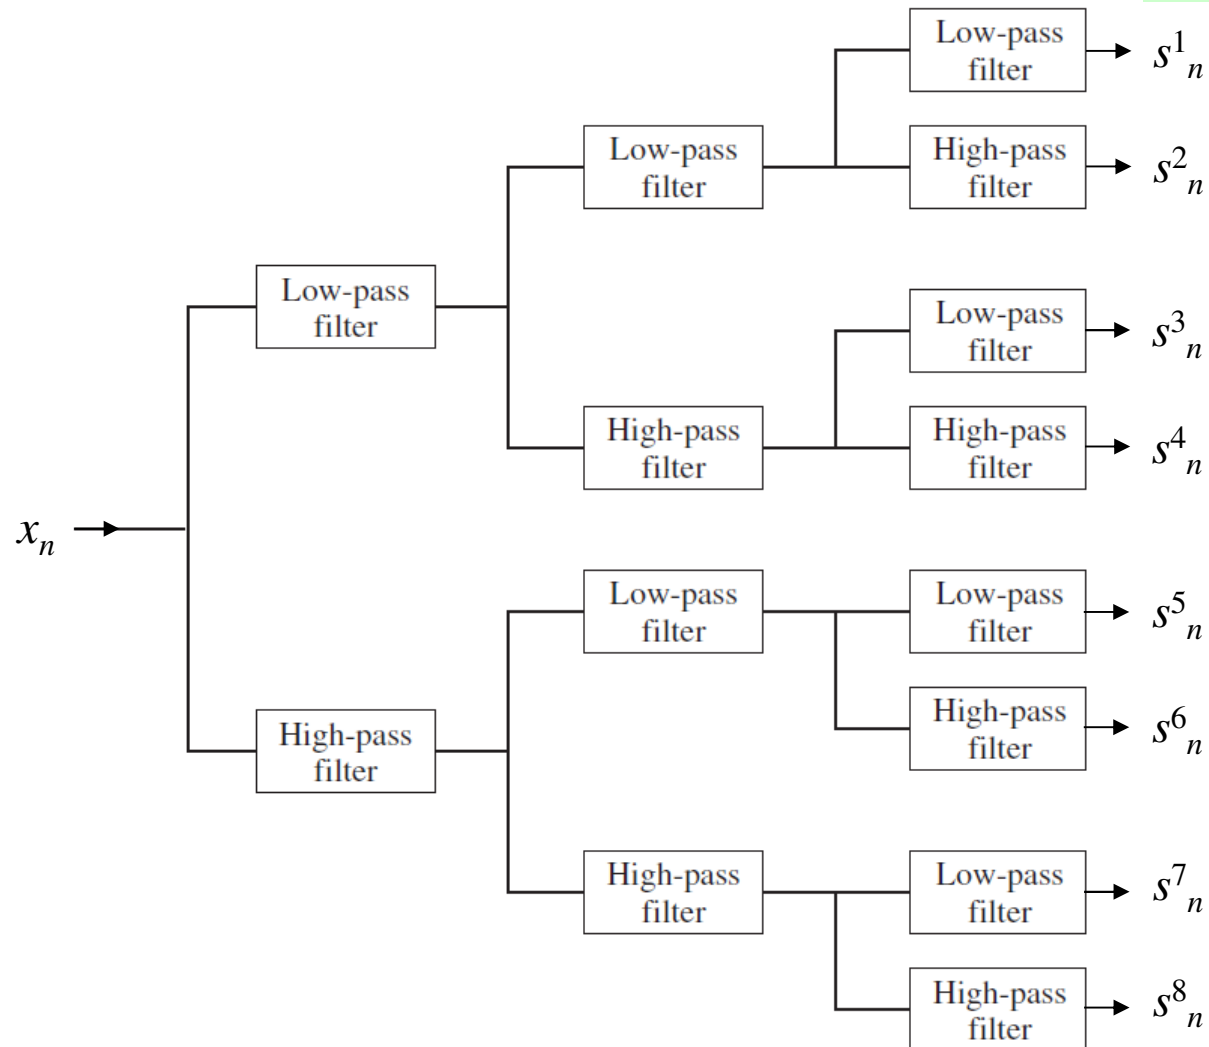 Low-pass
filter
s^1_n
Low-pass
filter
High-pass
filter
s^2_n
Low-pass
filter
Low-pass
filter
s^3_n
High-pass
filter
High-pass
filter
s^4_n
x_n
Low-pass
filter
Low-pass
filter
s^5_n
High-pass
filter
High-pass
filter
s^6_n
High-pass
filter
Low-pass
filter
s^7_n
High-pass
filter
s^8_n